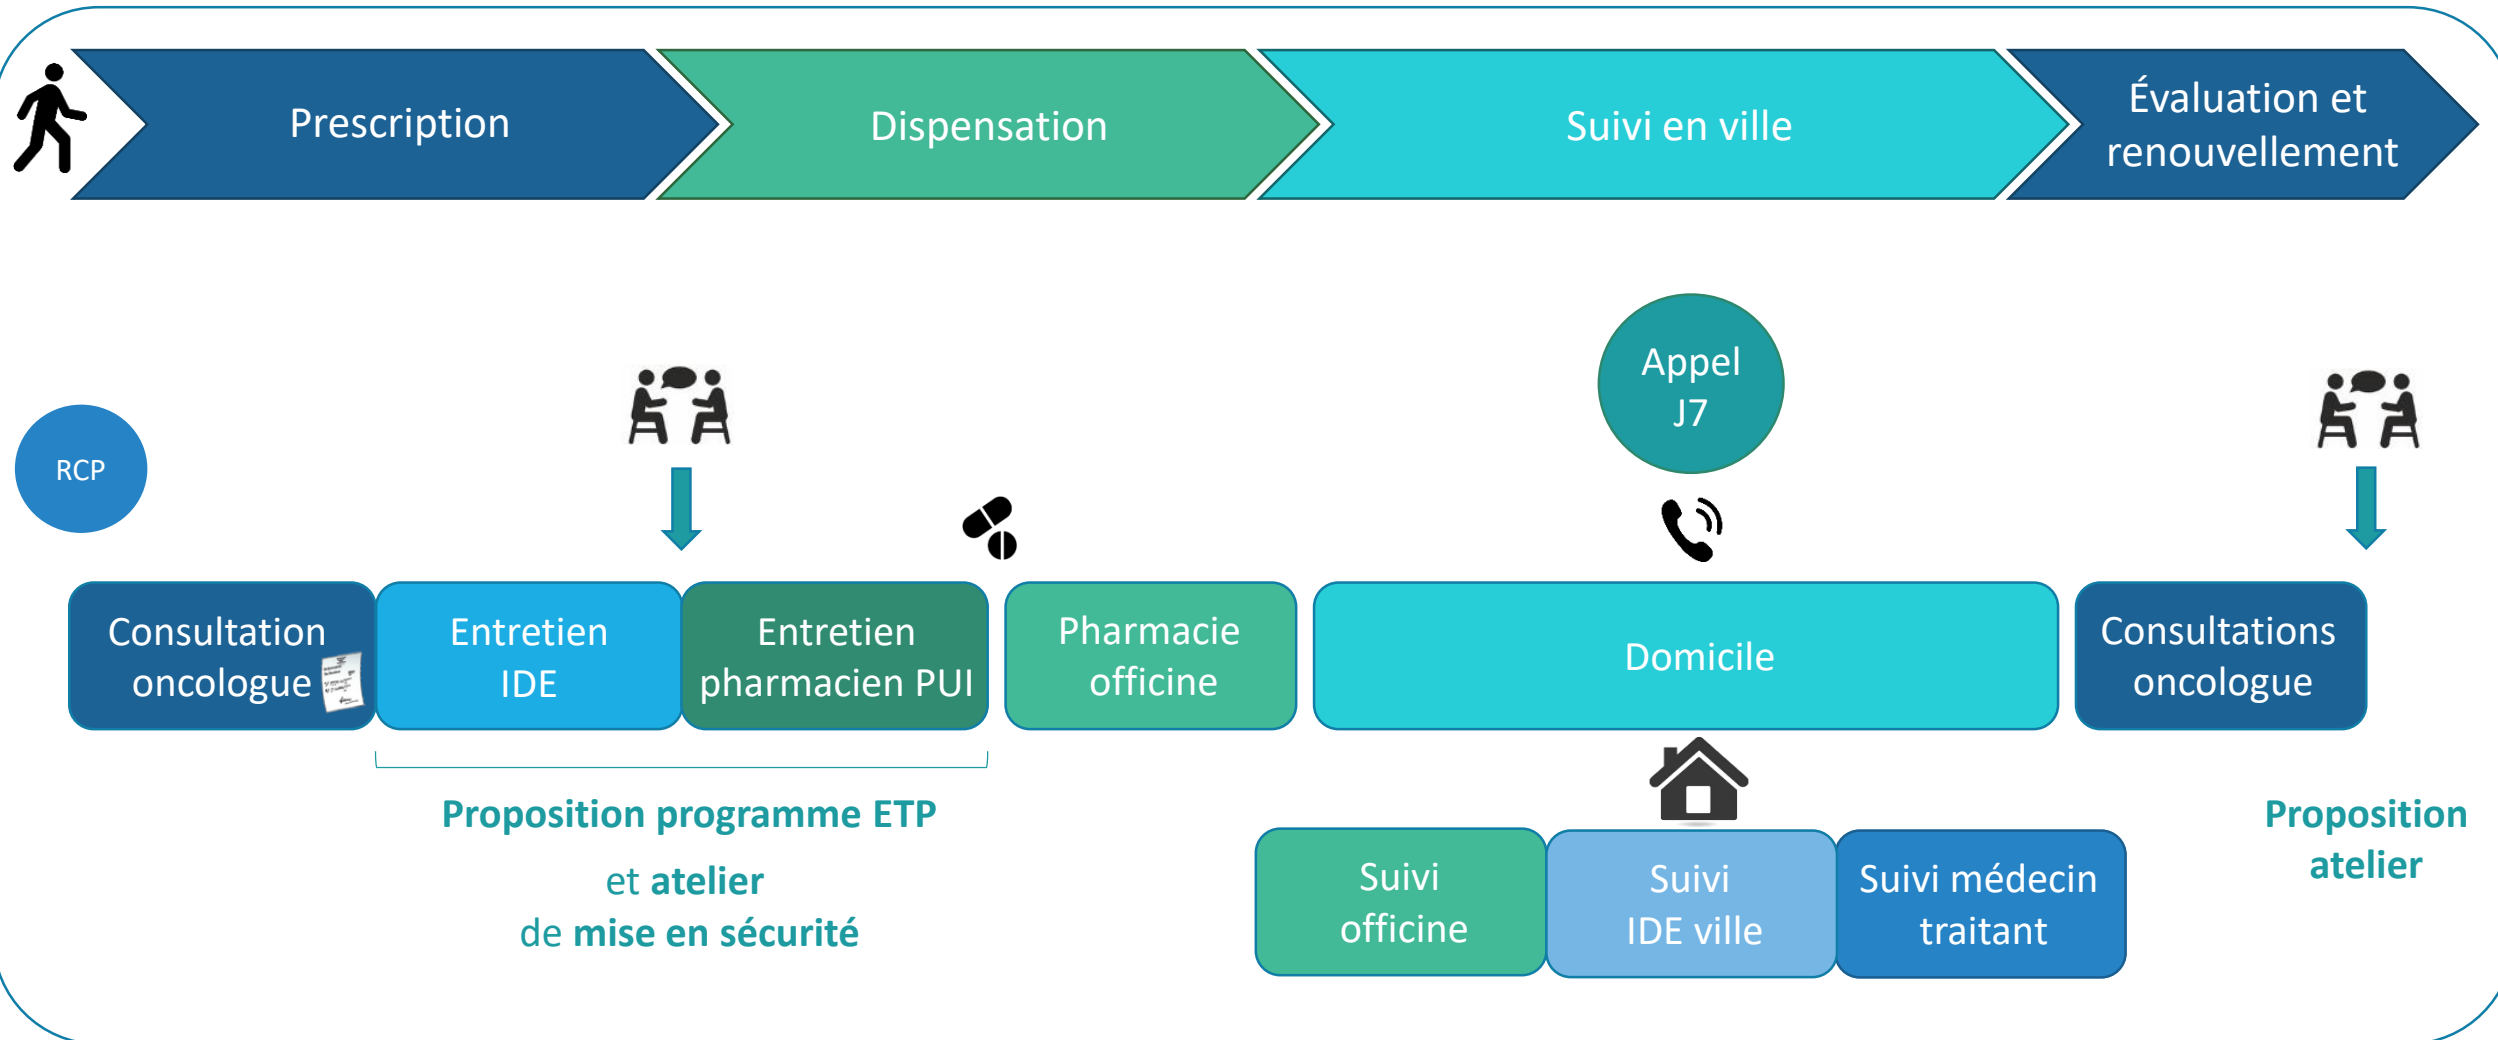 Prescription
Dispensation
Suivi en ville
Évaluation et
renouvellement
Appel
J7
RCP
Consultation
oncologue
Entretien
IDE
Entretien
pharmacien PUI
Pharmacie
officine
Domicile
Consultations
oncologue
Proposition programme ETP
et atelier
de mise en sécurité
Suivi
officine
Suivi
IDE ville
Suivi médecin
traitant
Proposition
atelier